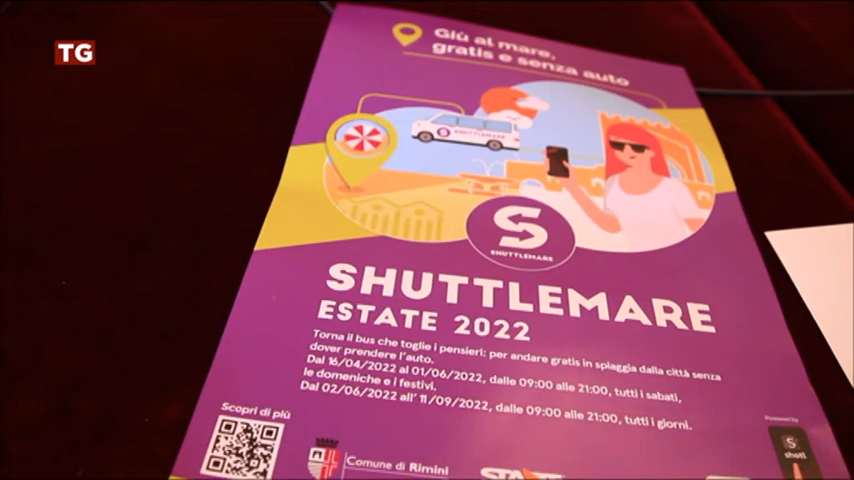 TG
Giù al mare,
gratis e senza auto
SHUTTLEMARE
SHUTTLEMARE
SHUTTLEMARE
ESTATE 2022
Torna il bus che toglie i pensieri: per andare gratis in spiaggia dalla città senza
dover prendere l'auto.
Dal 16/04/2022 al 01/06/2022, dalle 09:00 alle 21:00, tutti i sabati,
le domeniche e i festivi.
Dal 02/06/2022 all' 11/09/2022, dalle 09:00 alle 21:00, tutti i giorni.
Scopri di più
Comune di Rimini
Powered by
shotl